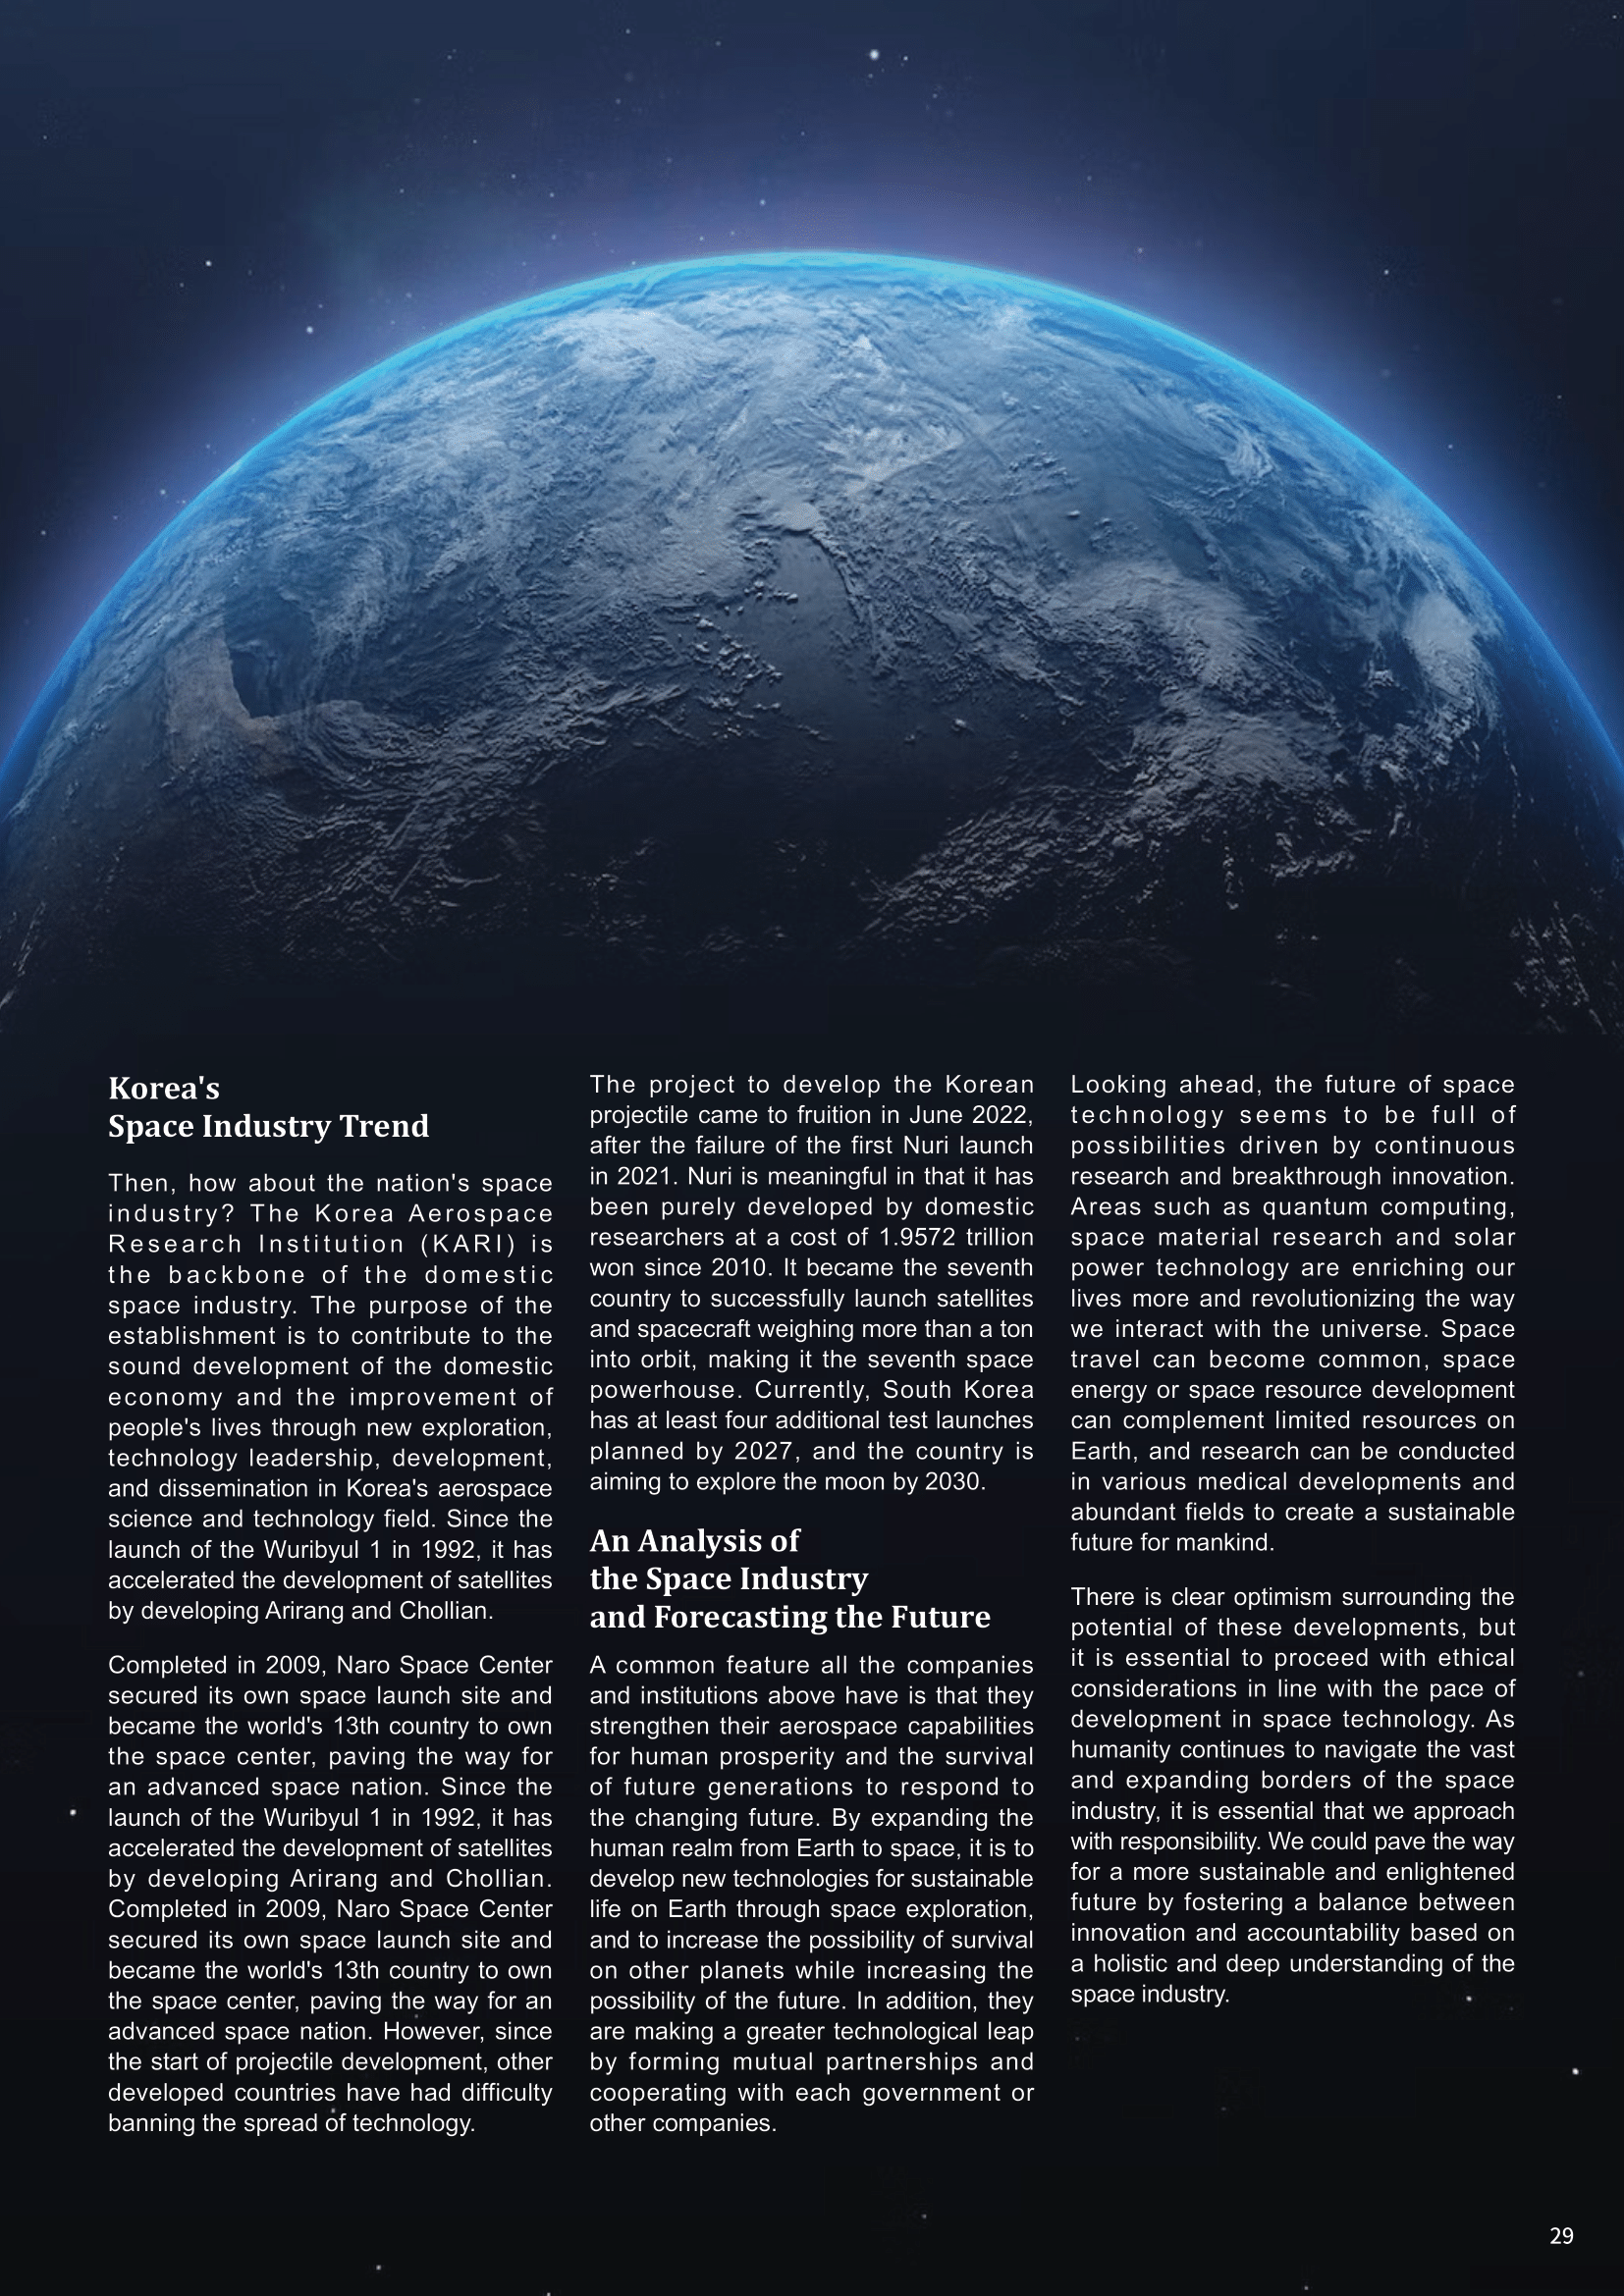 Korea's
Space Industry Trend
Then, how about the nation's space
industry? The Korea Aerospace
Research Institution (KARI) is
the backbone of the domestic
space industry. The purpose of the
establishment is to contribute to the
sound development of the domestic
economy and the improvement of
people's lives through new exploration,
technology leadership, development,
and dissemination in Korea's aerospace
science and technology field. Since the
launch of the Wuribyul 1 in 1992, it has
accelerated the development of satellites
by developing Arirang and Chollian.
Completed in 2009, Naro Space Center
secured its own space launch site and
became the world's 13th country to own
the space center, paving the way for
an advanced space nation. Since the
launch of the Wuribyul 1 in 1992, it has
accelerated the development of satellites
by developing Arirang and Chollian.
Completed in 2009, Naro Space Center
secured its own space launch site and
became the world's 13th country to own
the space center, paving the way for an
advanced space nation. However, since
the start of projectile development, other
developed countries have had difficulty
banning the spread of technology.
The project to develop the Korean
projectile came to fruition in June 2022,
after the failure of the first Nuri launch
in 2021. Nuri is meaningful in that it has
been purely developed by domestic
researchers at a cost of 1.9572 trillion
won since 2010. It became the seventh
country to successfully launch satellites
and spacecraft weighing more than a ton
into orbit, making it the seventh space
powerhouse. Currently, South Korea
has at least four additional test launches
planned by 2027, and the country is
aiming to explore the moon by 2030.
An Analysis of
the Space Industry
and Forecasting the Future
A common feature all the companies
and institutions above have is that they
strengthen their aerospace capabilities
for human prosperity and the survival
of future generations to respond to
the changing future. By expanding the
human realm from Earth to space, it is to
develop new technologies for sustainable
life on Earth through space exploration,
and to increase the possibility of survival
on other planets while increasing the
possibility of the future. In addition, they
are making a greater technological leap
by forming mutual partnerships and
cooperating with each government or
other companies.
Looking ahead, the future of space
technology seems to be full of
possibilities driven by continuous
research and breakthrough innovation.
Areas such as quantum computing,
space material research and solar
power technology are enriching our
lives more and revolutionizing the way
we interact with the universe. Space
travel can become common, space
energy or space resource development
can complement limited resources on
Earth, and research can be conducted
in various medical developments and
abundant fields to create a sustainable
future for mankind.
There is clear optimism surrounding the
potential of these developments, but
it is essential to proceed with ethical
considerations in line with the pace of
development in space technology. As
humanity continues to navigate the vast
and expanding borders of the space
industry, it is essential that we approach
with responsibility. We could pave the way
for a more sustainable and enlightened
future by fostering a balance between
innovation and accountability based on
a holistic and deep understanding of the
space industry.
29